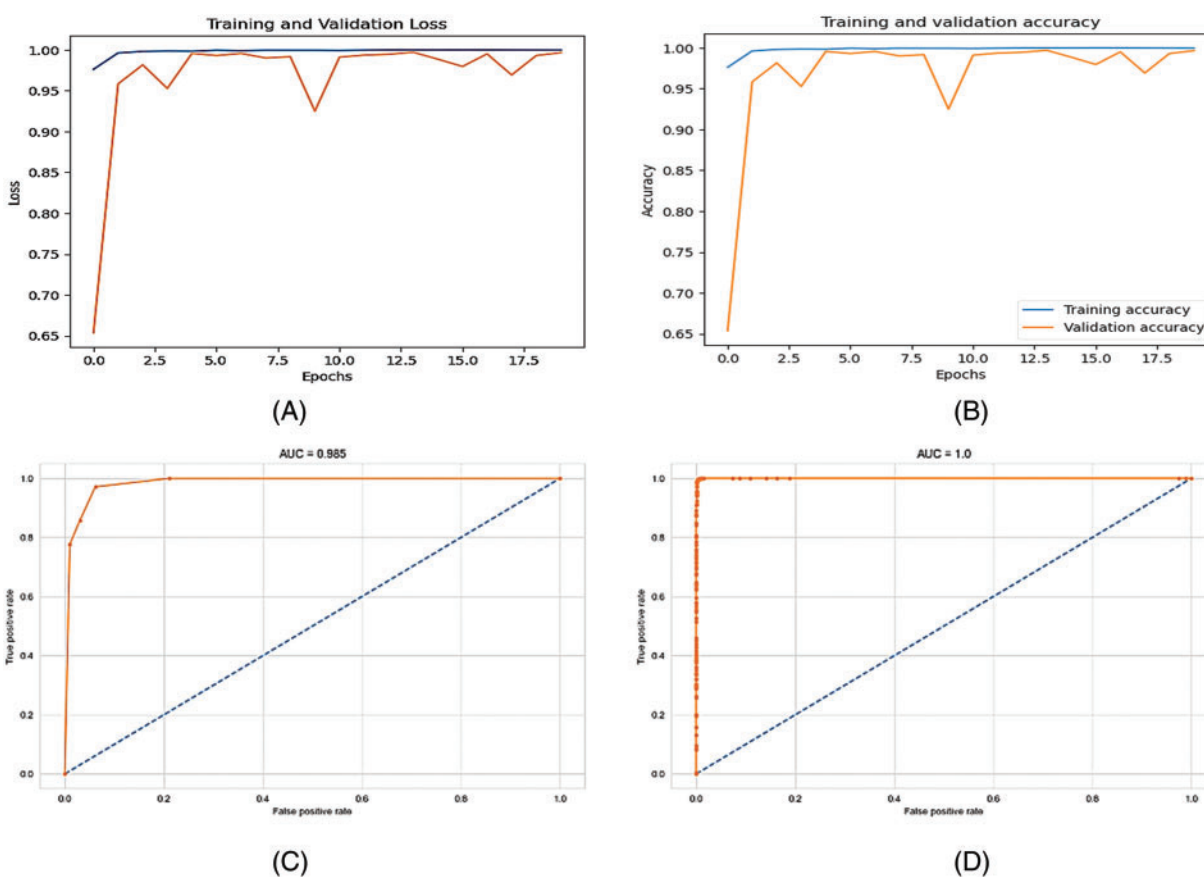 Training and Validation Loss
1.00
0.95
0.90
0.85
0.80
0.75
0.70
0.65
Loss
0.0 2.5 5.0 7.5 10.0 12.5 15.0 17.5
Epochs
(A)
Training and validation accuracy
1.00
0.95
0.90
0.85
0.80
0.75
0.70
0.65
Accuracy
Training accuracy
Validation accuracy
0.0 2.5 5.0 7.5 10.0 12.5 15.0 17.5
Epochs
(B)
AUC = 0.985
1.0
0.8
0.6
0.4
0.2
0.0
True positive rate
0.0 0.2 0.4 0.6 0.8 1.0
False positive rate
(C)
AUC = 1.0
1.0
0.8
0.6
0.4
0.2
0.0
True positive rate
0.0 0.2 0.4 0.6 0.8 1.0
False positive rate
(D)